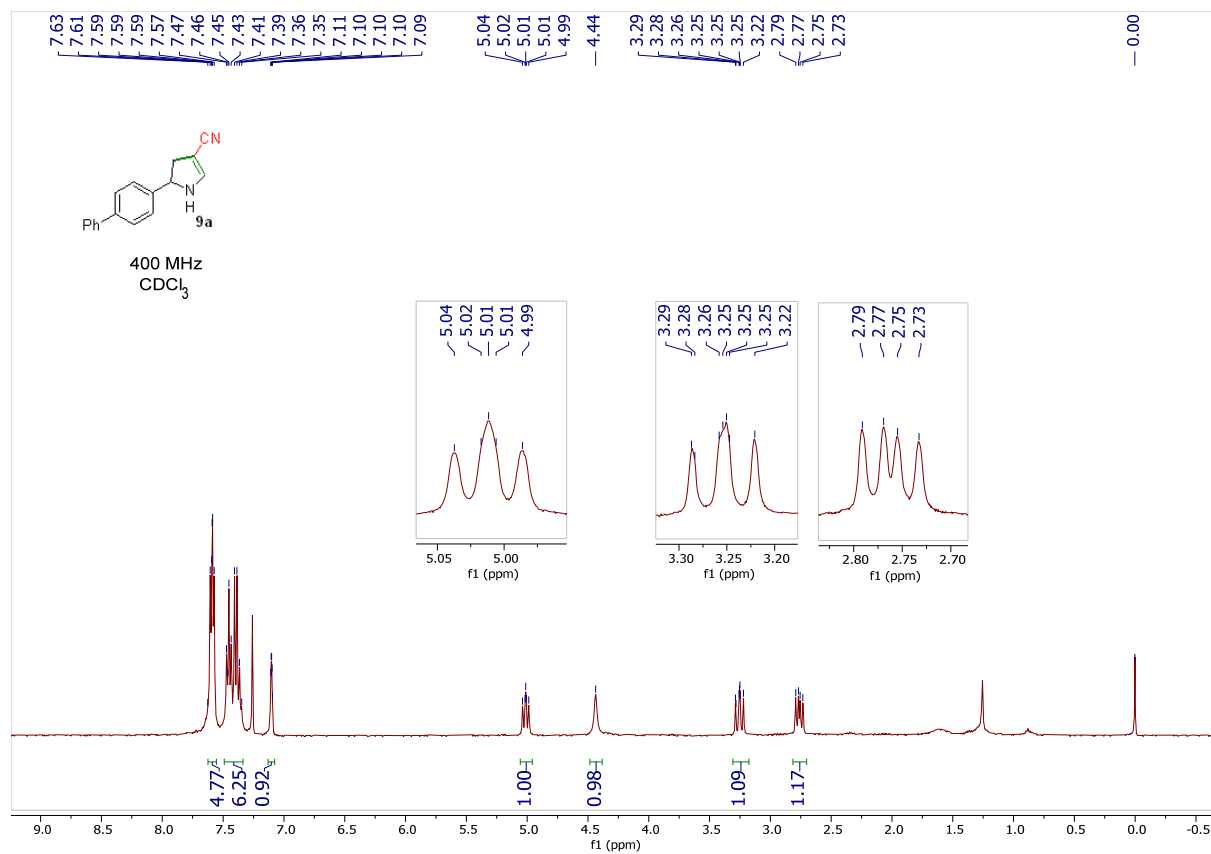 7.63 7.61 7.59 7.59 7.59 7.57 7.47 7.46 7.45 7.43 7.41 7.39 7.36 7.35 7.11 7.10 7.10 7.10 7.09 5.04 5.02 5.01 5.01 4.99 4.44 3.29 3.28 3.26 3.25 3.25 3.25 3.22 2.79 2.77 2.75 2.73 0.00
CN
N
H
9a
Ph
400 MHz
CDCl3
5.04 5.02 5.01 5.01 4.99
5.05 5.00
f1 (ppm)
3.29 3.28 3.26 3.25 3.25 3.25 3.22
3.30 3.25 3.20
f1 (ppm)
2.79 2.77 2.75 2.73
2.80 2.75 2.70
f1 (ppm)
4.77 6.25 0.92 1.00 0.98 1.09 1.17
9.0 8.5 8.0 7.5 7.0 6.5 6.0 5.5 5.0 4.5 4.0 3.5 3.0 2.5 2.0 1.5 1.0 0.5 0.0 -0.5
f1 (ppm)